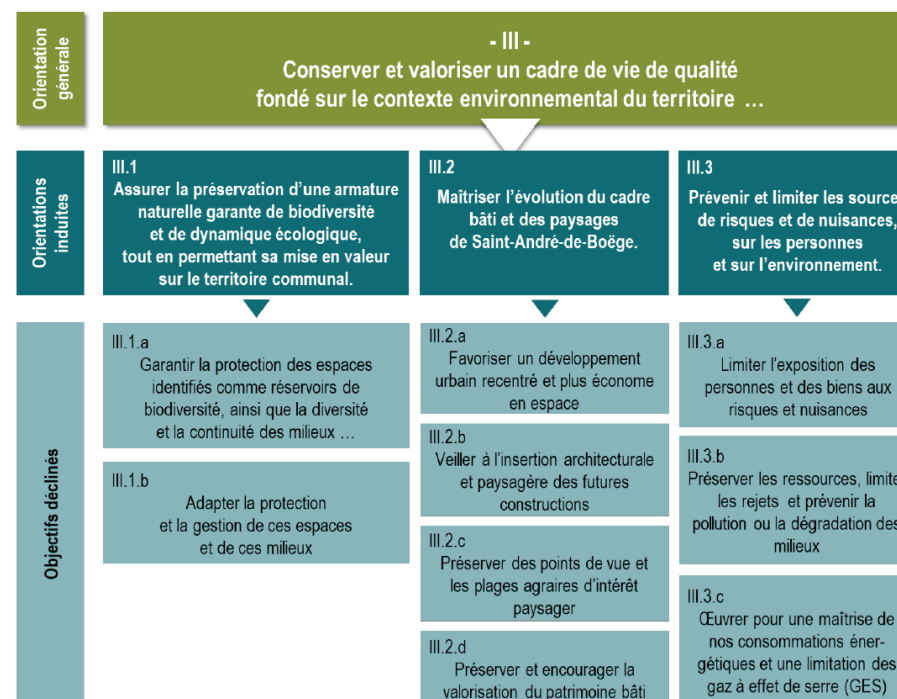 Orientation
générale
- III -
Conserver et valoriser un cadre de vie de qualité
fondé sur le contexte environnemental du territoire …
Orientations
induites
III.1
Assurer la préservation d’une armature
naturelle garante de biodiversité
et de dynamique écologique,
tout en permettant sa mise en valeur
sur le territoire communal.
III.2
Maîtriser l’évolution du cadre
bâti et des paysages
de Saint-André-de-Boëge.
III.3
Prévenir et limiter les source
de risques et de nuisances,
sur les personnes
et sur l’environnement.
Objectifs déclinés
III.1.a
Garantir la protection des espaces
identifiés comme réservoirs de
biodiversité, ainsi que la diversité
et la continuité des milieux …
III.1.b
Adapter la protection
et la gestion de ces espaces
et de ces milieux
III.2.a
Favoriser un développement
urbain recentré et plus économe
en espace
III.2.b
Veiller à l’insertion architecturale
et paysagère des futures
constructions
III.2.c
Préserver des points de vue et
les plages agraires d’intérêt
paysager
III.2.d
Préserver et encourager la
valorisation du patrimoine bâti
III.3.a
Limiter l’exposition des
personnes et des biens aux
risques et nuisances
III.3.b
Préserver les ressources, limite
les rejets et prévenir la
pollution ou la dégradation des
milieux
III.3.c
Œuvrer pour une maîtrise de
nos consommations éner-
gétiques et une limitation des
gaz à effet de serre (GES)